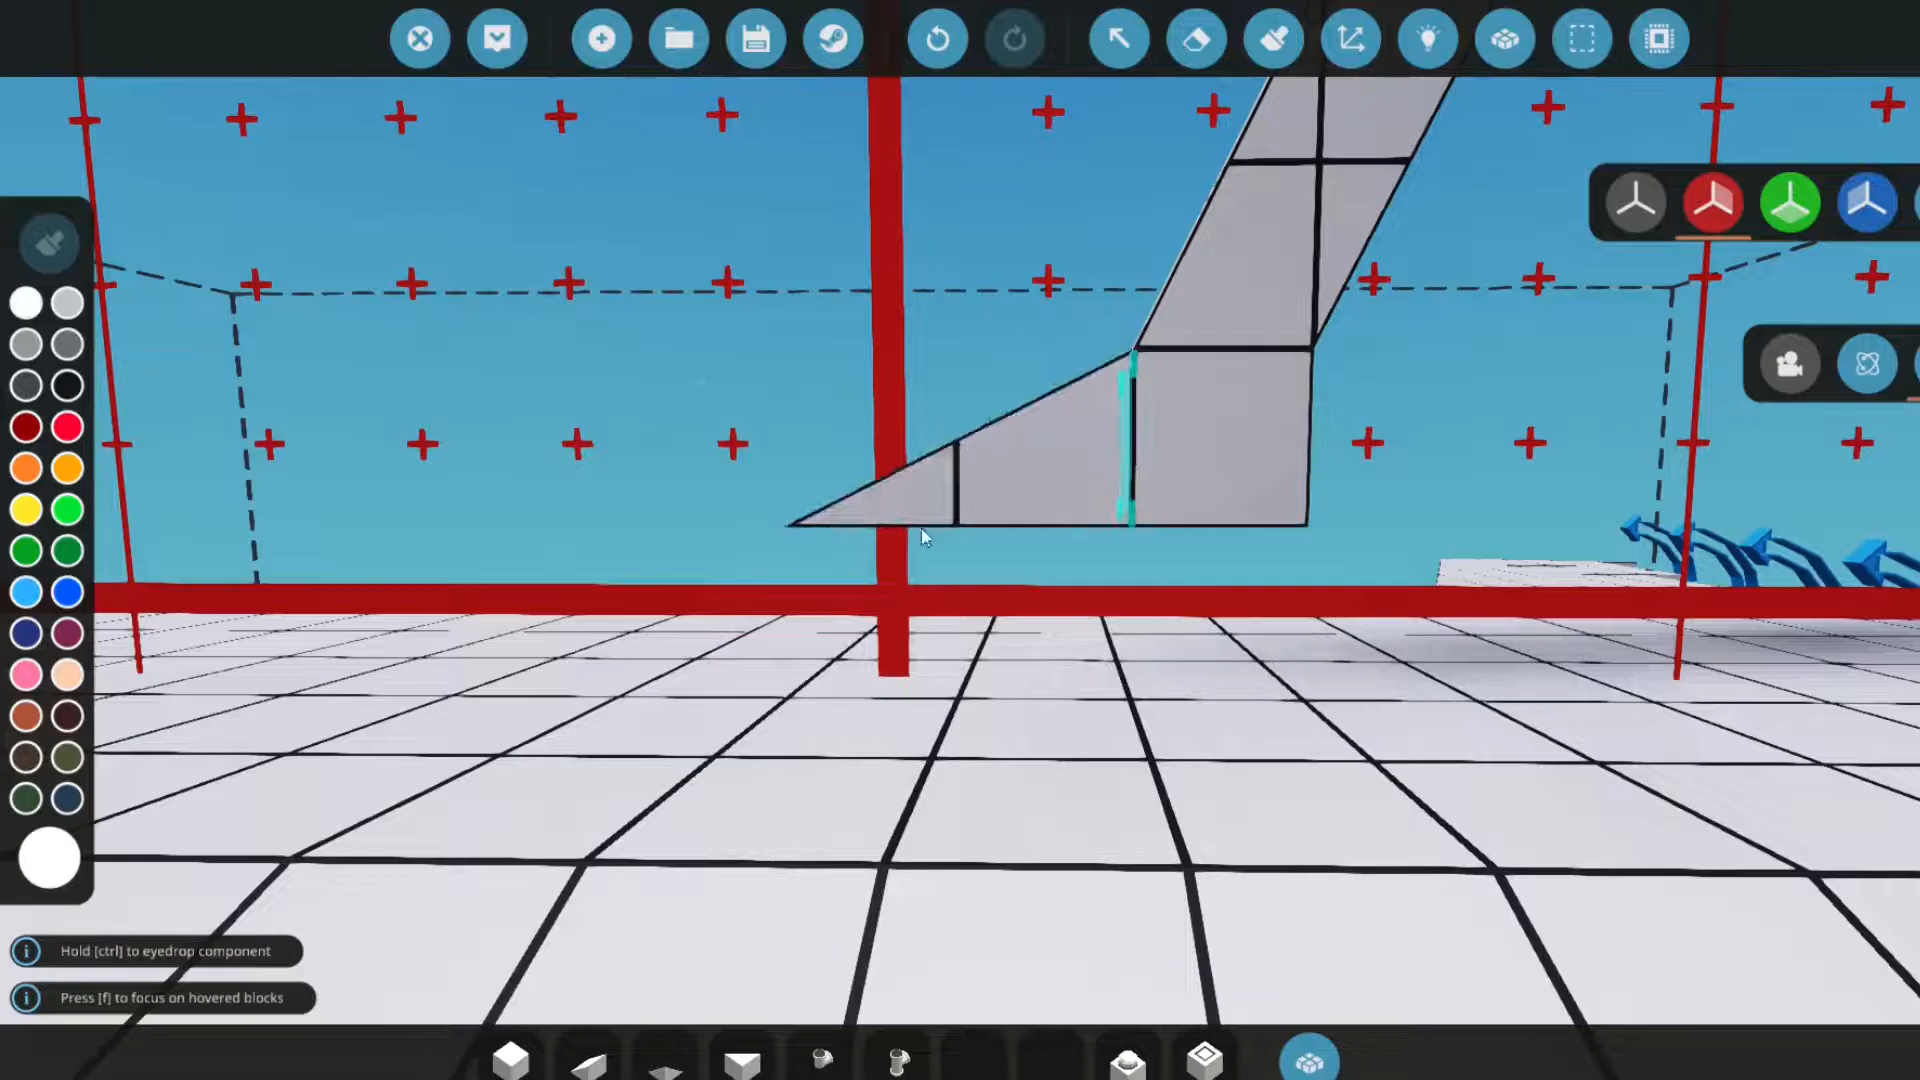 Hold [ctrl] to eyedrop component
Press [f] to focus on hovered blocks